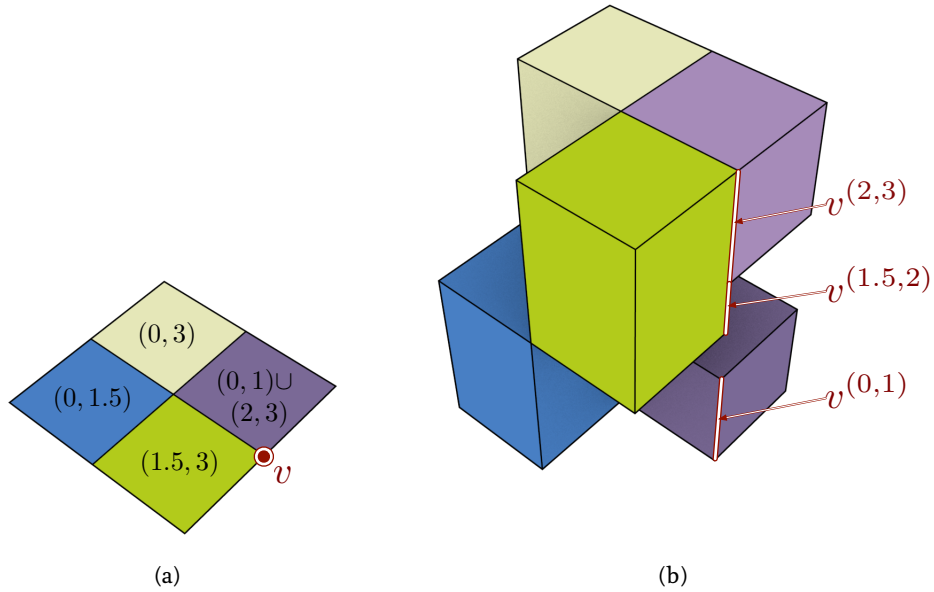 v^(2,3)
(0, 3)
v^(1.5,2)
(0, 1.5)
(0, 1)∪
(2, 3)
v^(0,1)
(1.5, 3)
v
(a)
(b)